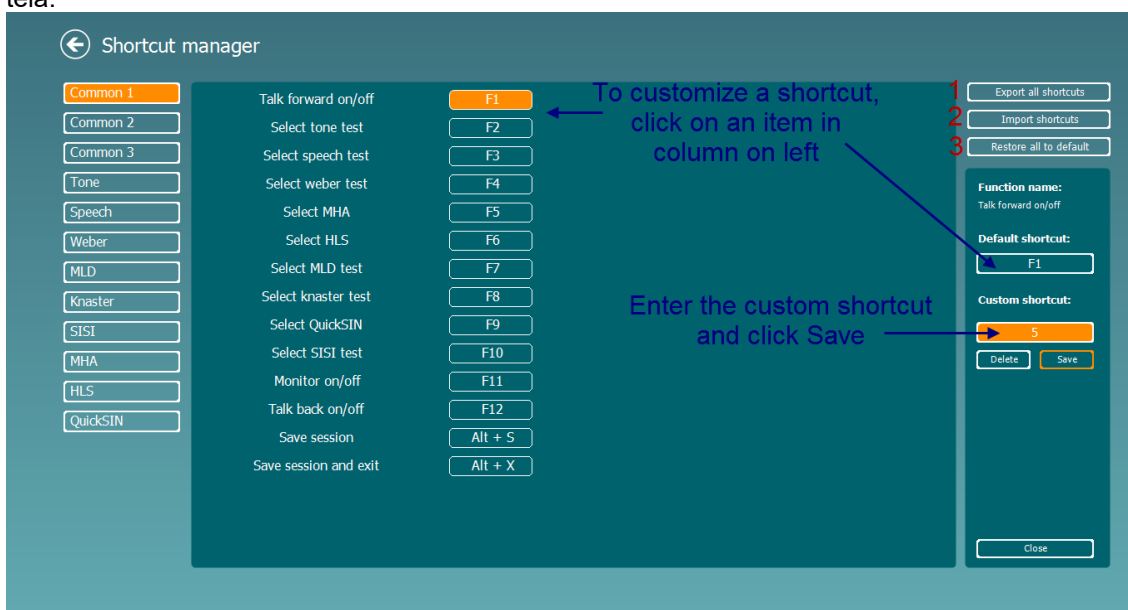 tela:
Shortcut manager
Common 1
Common 2
Common 3
Tone
Speech
Weber
MLD
Knaster
SISI
MHA
HLS
QuickSIN
Talk forward on/off F1
Select tone test F2
Select speech test F3
Select weber test F4
Select MHA F5
Select HLS F6
Select MLD test F7
Select knaster test F8
Select QuickSIN F9
Select SISI test F10
Monitor on/off F11
Talk back on/off F12
Save session Alt + S
Save session and exit Alt + X
To customize a shortcut,
click on an item in
column on left
Enter the custom shortcut
and click Save
1 Export all shortcuts
2 Import shortcuts
3 Restore all to default
Function name:
Talk forward on/off
Default shortcut:
F1
Custom shortcut:
5
Delete Save
Close